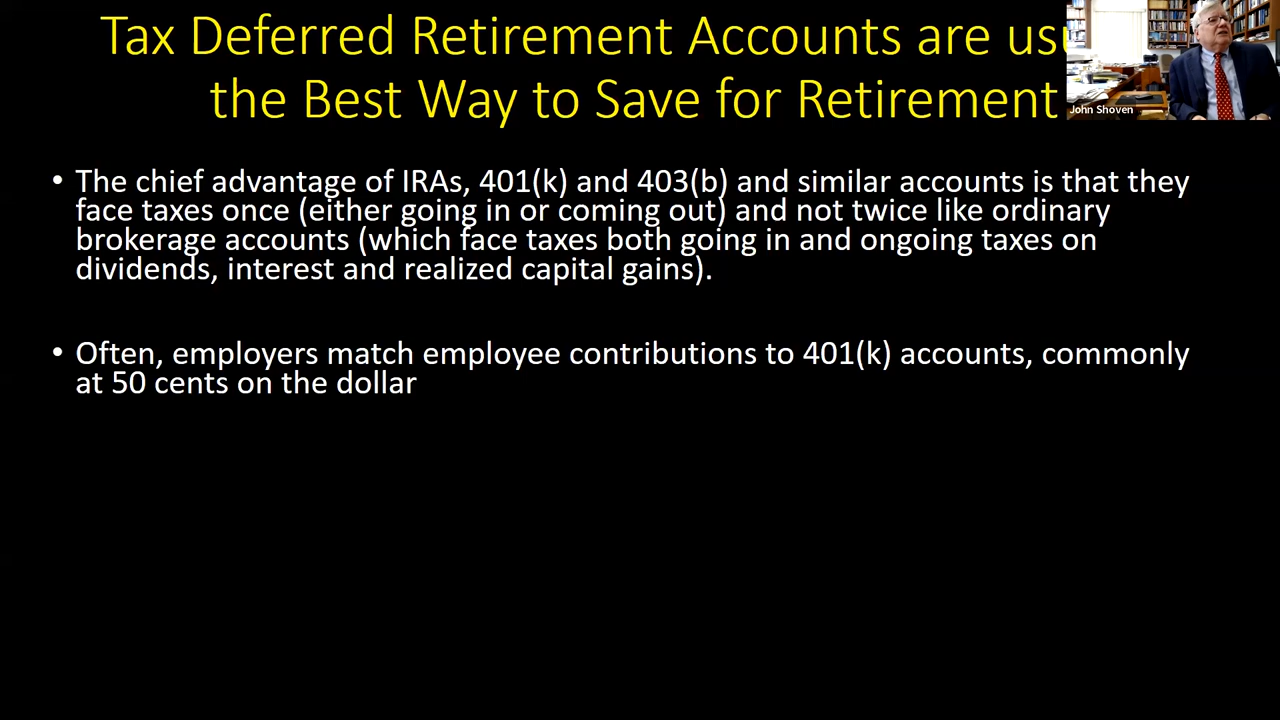 Tax Deferred Retirement Accounts are
the Best Way to Save for Retirement
John Shoven
• The chief advantage of IRAs, 401(k) and 403(b) and similar accounts is that they
face taxes once (either going in or coming out) and not twice like ordinary
brokerage accounts (which face taxes both going in and ongoing taxes on
dividends, interest and realized capital gains).
• Often, employers match employee contributions to 401(k) accounts, commonly
at 50 cents on the dollar